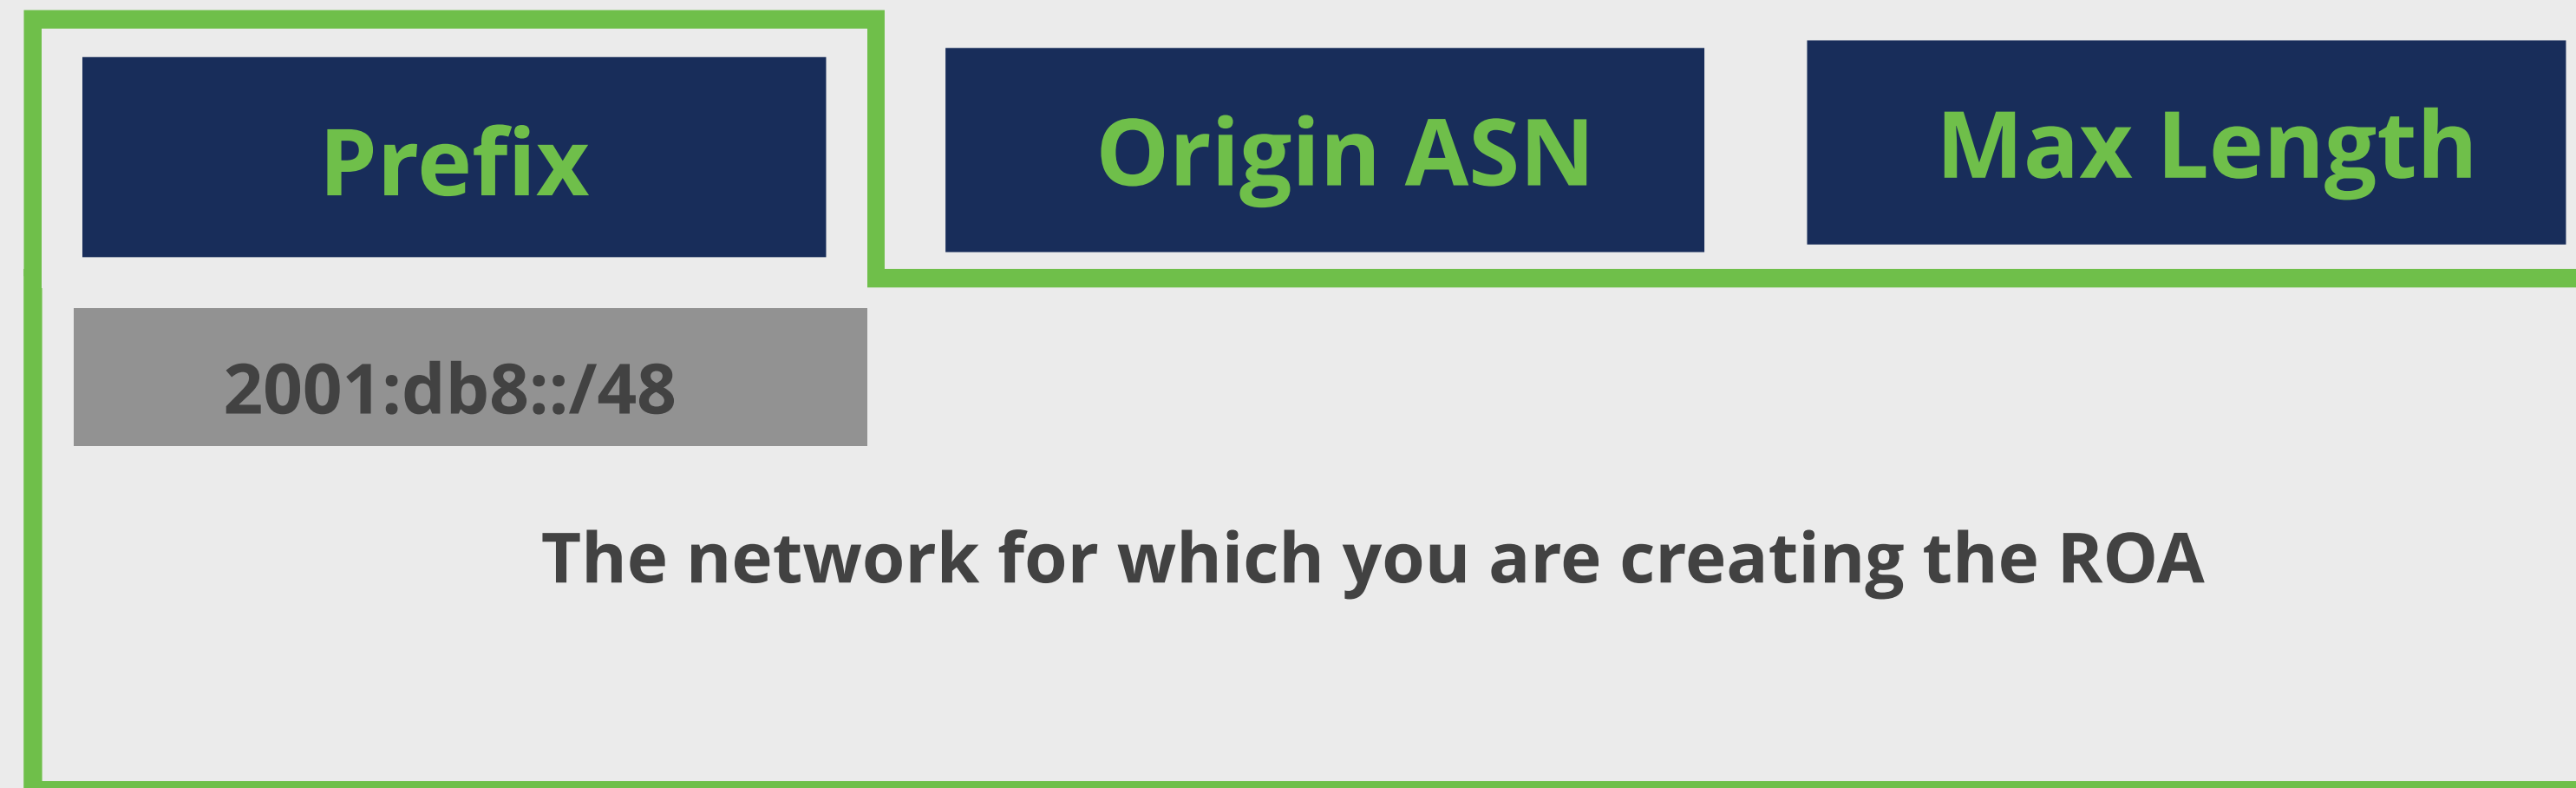 Prefix
Origin ASN
Max Length
2001:db8::/48
The network for which you are creating the ROA